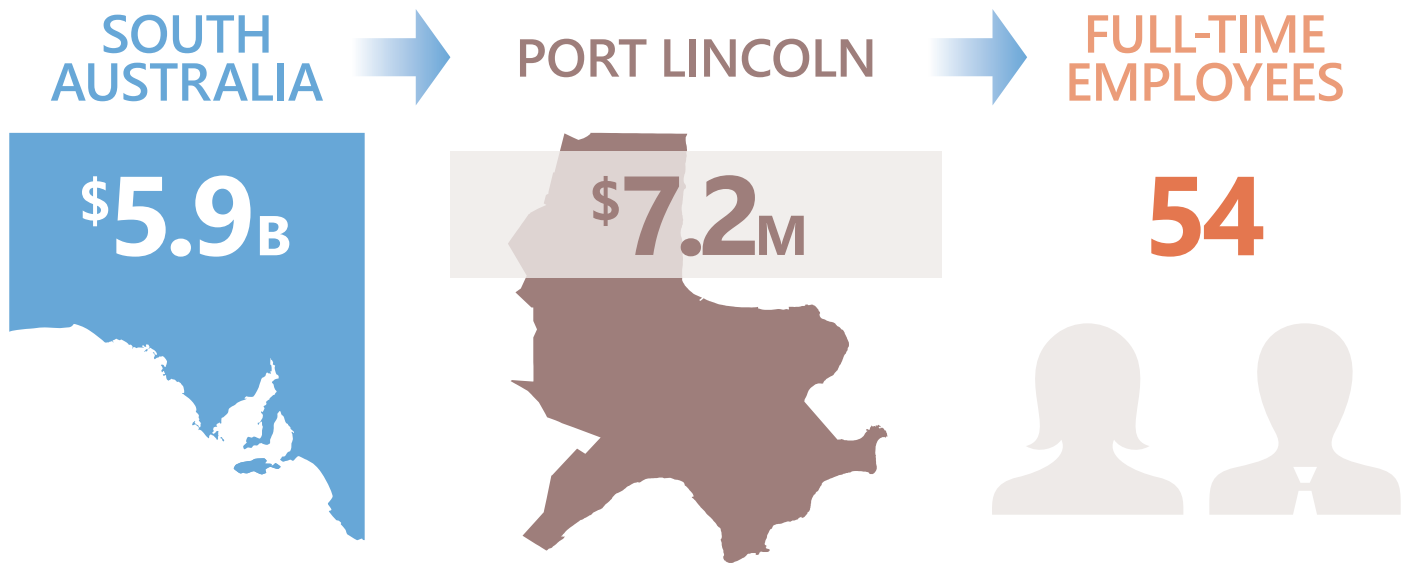 SOUTH
AUSTRALIA
PORT LINCOLN
FULL-TIME
EMPLOYEES
$5.9B
$7.2M
54